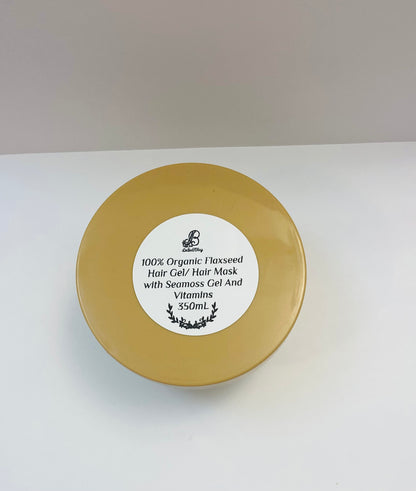 100% Organic Flaxseed
Hair Gel/ Hair Mask
with Seamoss Gel And
Vitamins
350mL